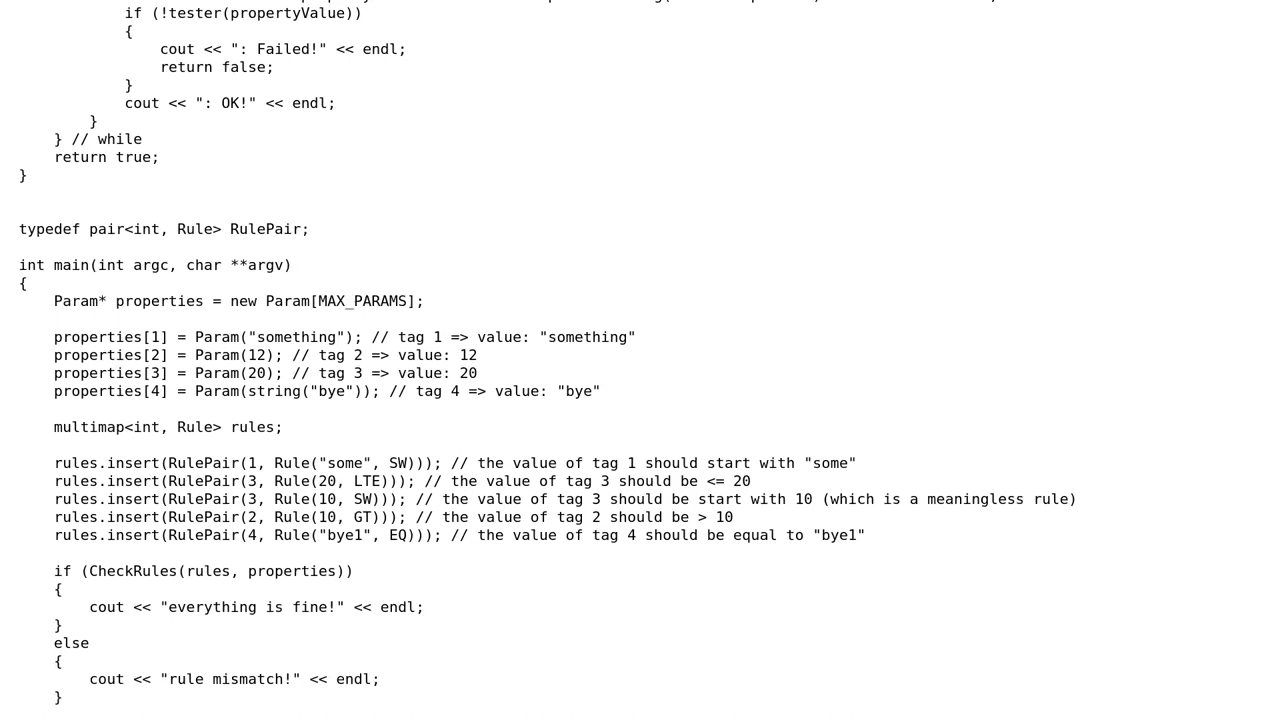 if (!tester(propertyValue))
            {
                cout << ": Failed!" << endl;
                return false;
            }
            cout << ": OK!" << endl;
        }
    } // while
    return true;
}
typedef pair<int, Rule> RulePair;
int main(int argc, char **argv)
{
    Param* properties = new Param[MAX_PARAMS];
    properties[1] = Param("something"); // tag 1 => value: "something"
    properties[2] = Param(12); // tag 2 => value: 12
    properties[3] = Param(20); // tag 3 => value: 20
    properties[4] = Param(string("bye")); // tag 4 => value: "bye"
    multimap<int, Rule> rules;
    rules.insert(RulePair(1, Rule("some", SW))); // the value of tag 1 should start with "some"
    rules.insert(RulePair(3, Rule(20, LTE))); // the value of tag 3 should be <= 20
    rules.insert(RulePair(3, Rule(10, SW))); // the value of tag 3 should be start with 10 (which is a meaningless rule)
    rules.insert(RulePair(2, Rule(10, GT))); // the value of tag 2 should be > 10
    rules.insert(RulePair(4, Rule("bye1", EQ))); // the value of tag 4 should be equal to "bye1"
    if (CheckRules(rules, properties))
    {
        cout << "everything is fine!" << endl;
    }
    else
    {
        cout << "rule mismatch!" << endl;
    }